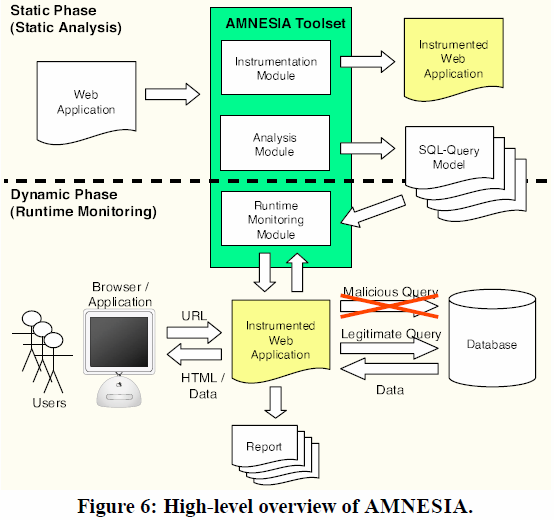 Static Phase
(Static Analysis)
AMNESIA Toolset
Instrumentation
Module
Instrumented
Web
Application
Web
Application
Analysis
Module
SQL-Query
Model
Dynamic Phase
(Runtime Monitoring)
Runtime
Monitoring
Module
Browser /
Application
URL
HTML /
Data
Users
Instrumented
Web
Application
Malicious Query
Legitimate Query
Data
Database
Report
Figure 6: High-level overview of AMNESIA.